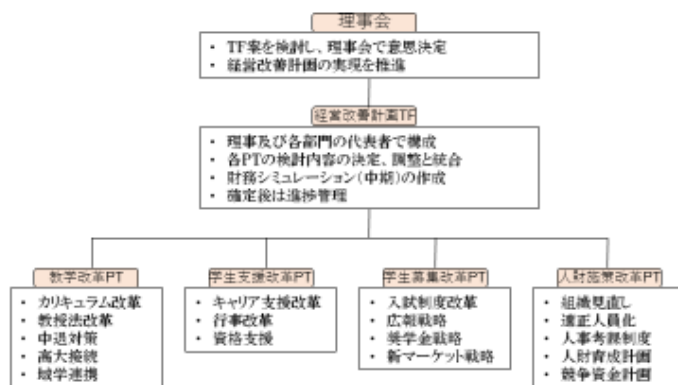 理事会
・ TF案を検討し、理事会で意思決定
・ 経営改善計画の実現を推進
経営改善計画TF
・ 理事及び各部門の代表者で構成
・ 各PTの検討内容の決定、調整と統合
・ 財務シミュレーション（中期）の作成
・ 確定後は進捗管理
教学改革PT
・ カリキュラム改革
・ 教授法改革
・ 中退対策
・ 高大接続
・ 域学連携
学生支援改革PT
・ キャリア支援改革
・ 行事改革
・ 資格支援
学生募集改革PT
・ 入試制度改革
・ 広報戦略
・ 奨学金戦略
・ 新マーケット戦略
人財施策改革PT
・ 組織見直し
・ 適正人員化
・ 人事考課制度
・ 人財育成計画
・ 競争資金計画